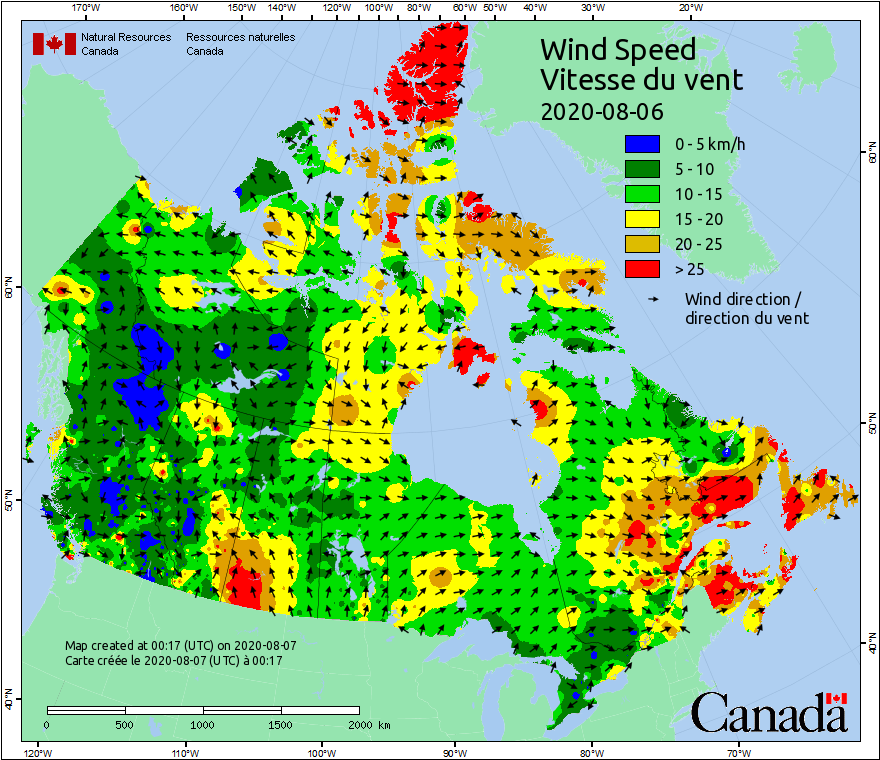 170°W 160°W 150°W 140°W 130°W 120°W 110°W 100°W 90°W 80°W 60°W 50°W 40°W 30°W 20°W
Natural Resources Ressources naturelles
Canada Canada
Wind Speed
Vitesse du vent
2020-08-06
0 - 5 km/h
5 - 10
10 - 15
15 - 20
20 - 25
> 25
Wind direction /
direction du vent
60°N
60°N
50°N
50°N
40°N
40°N
Map created at 00:17 (UTC) on 2020-08-07
Carte créée le 2020-08-07 (UTC) à 00:17
0 500 1000 1500 2000 km
Canada
120°W 110°W 100°W 90°W 80°W 70°W